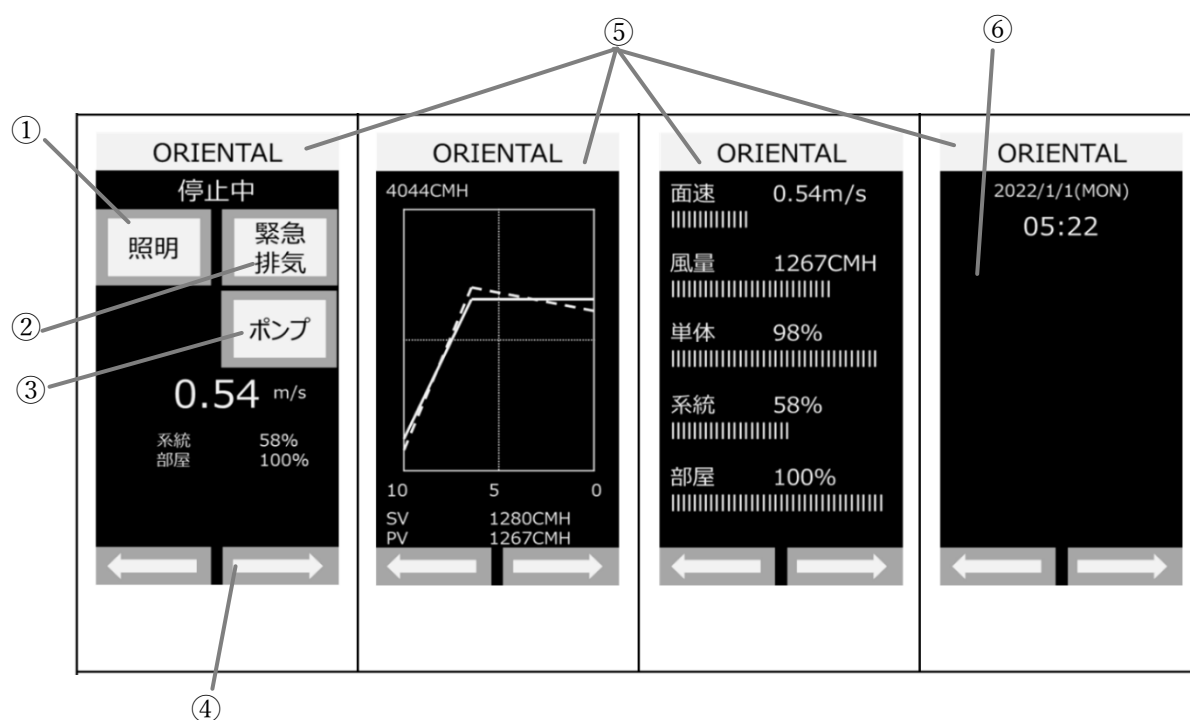 ⑤
⑥
①
②
③
④
ORIENTAL
停止中
照明
緊急
排気
ポンプ
0.54 m/s
系統 58%
部屋 100%
ORIENTAL
4044CMH
10 5 0
SV 1280CMH
PV 1267CMH
ORIENTAL
面速 0.54m/s
風量 1267CMH
単体 98%
系統 58%
部屋 100%
ORIENTAL
2022/1/1(MON)
05:22